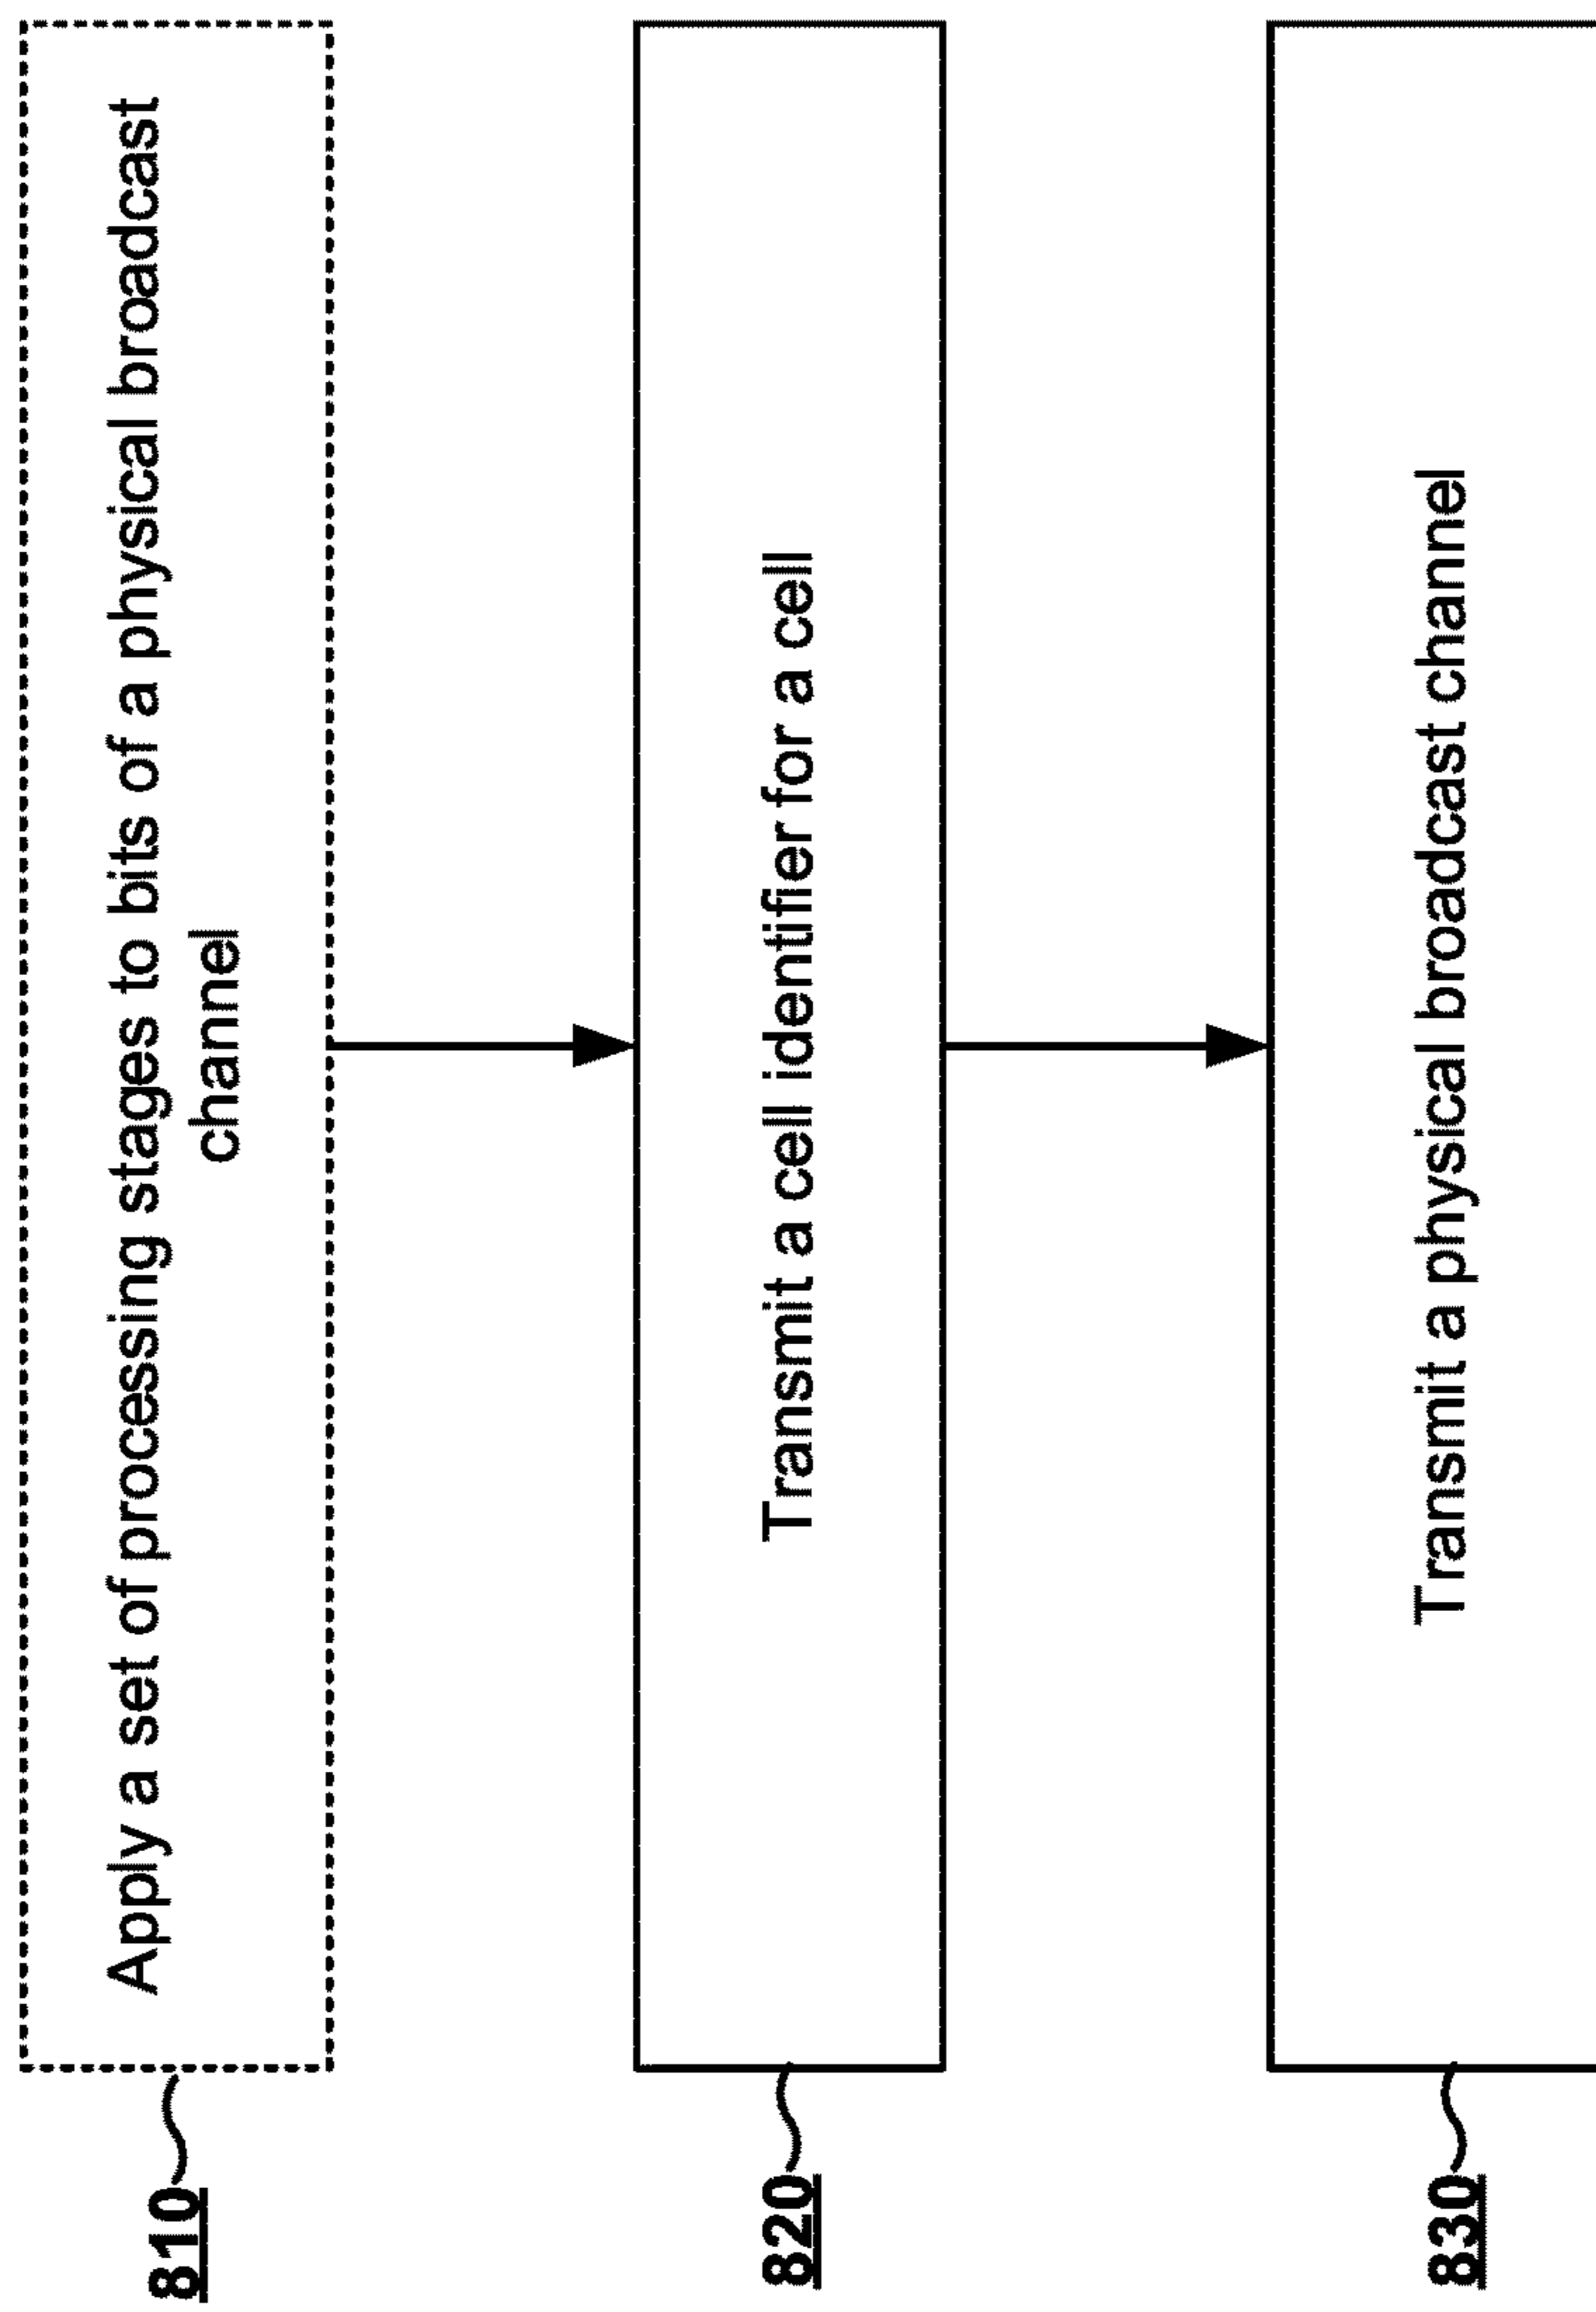 810
Apply a set of processing stages to bits of a physical broadcast
channel
820
Transmit a cell identifier for a cell
830
Transmit a physical broadcast channel